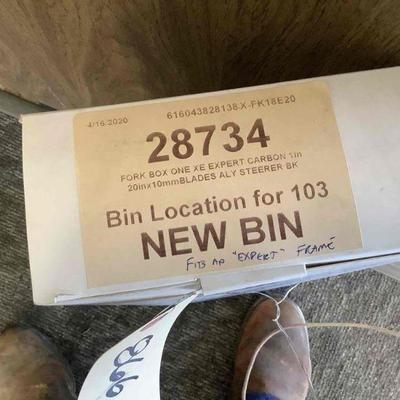 4/16/2020 616043828138-X-FK18E20
28734
FORK BOX ONE XE EXPERT CARBON 1in
20inx10mmBLADES ALY STEERER BK
Bin Location for 103
NEW BIN
FITS AN "EXPERT" FRAME